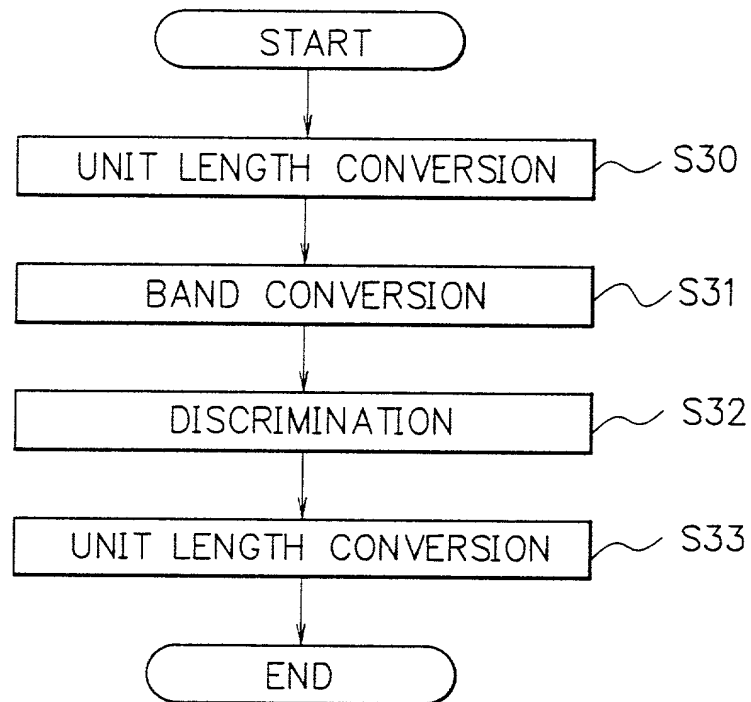 START
UNIT LENGTH CONVERSION
S30
BAND CONVERSION
S31
DISCRIMINATION
S32
UNIT LENGTH CONVERSION
S33
END